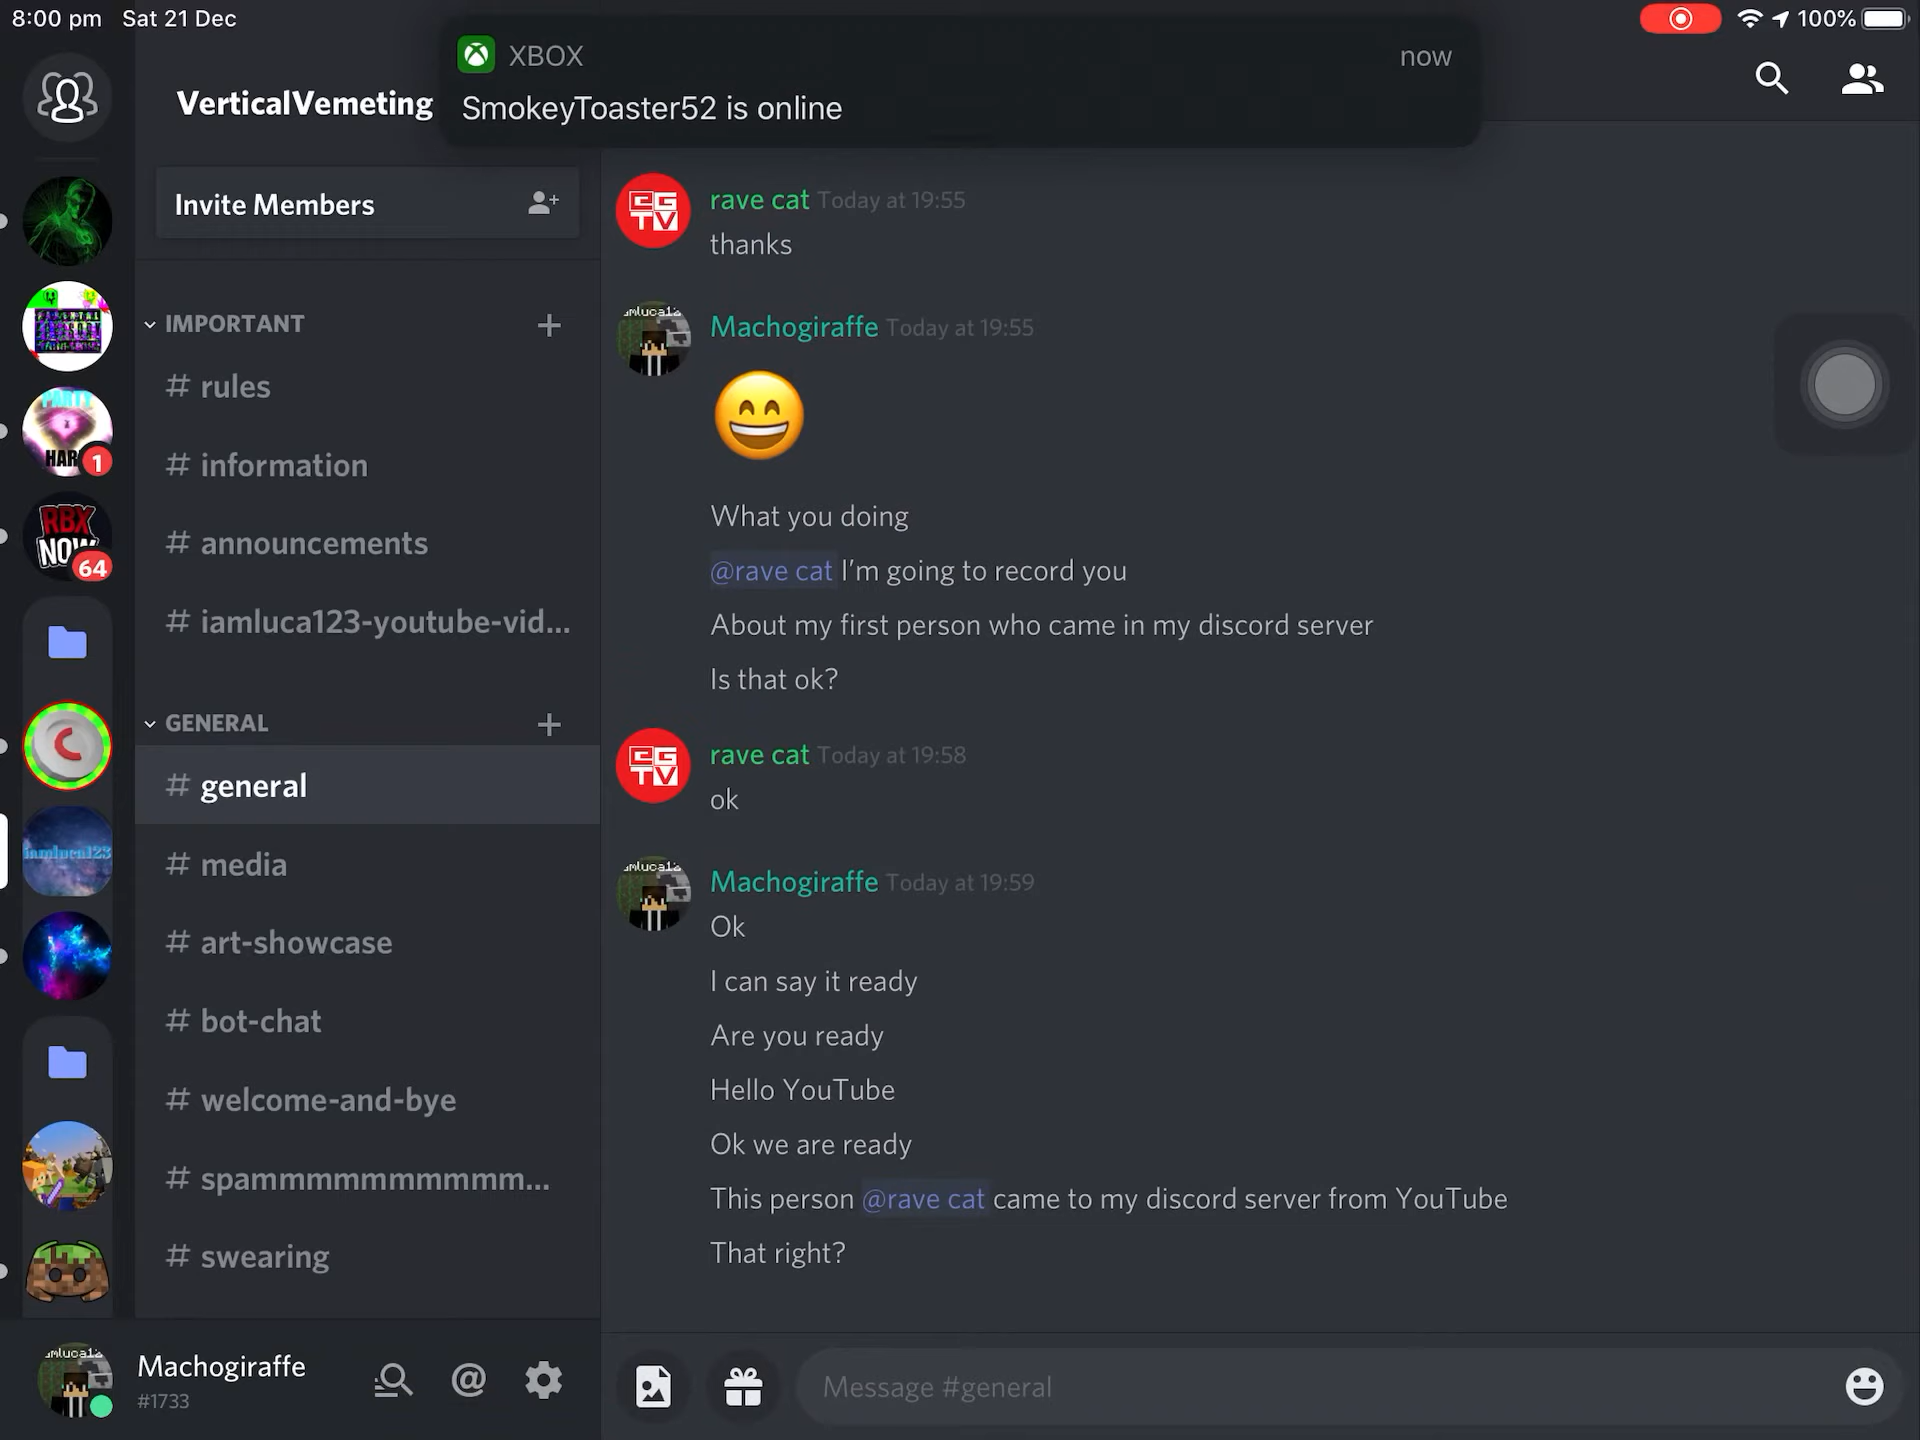 8:00 pm Sat 21 Dec
100%
XBOX
now
SmokeyToaster52 is online
VerticalVemeting
Invite Members
IMPORTANT
# rules
# information
# announcements
# iamluca123-youtube-vid...
GENERAL
# general
# media
# art-showcase
# bot-chat
# welcome-and-bye
# spammmmmmmmmm...
# swearing
PARTY
HAR
1
RBX
NOW
64
iamluca123
Machogiraffe
#1733
rave cat Today at 19:55
thanks
Machogiraffe Today at 19:55
What you doing
@rave cat I’m going to record you
About my first person who came in my discord server
Is that ok?
rave cat Today at 19:58
ok
Machogiraffe Today at 19:59
Ok
I can say it ready
Are you ready
Hello YouTube
Ok we are ready
This person @rave cat came to my discord server from YouTube
That right?
Message #general